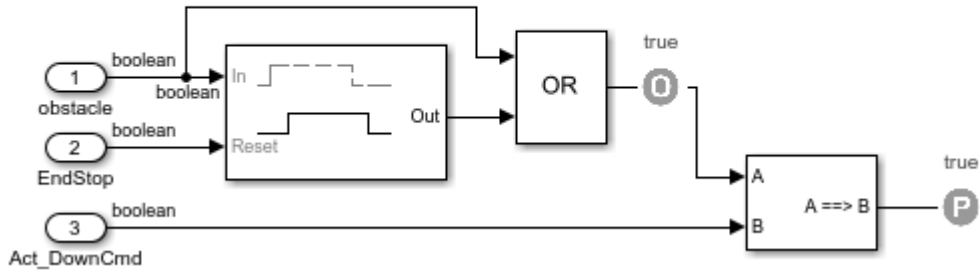 boolean
1
obstacle
boolean
2
EndStop
boolean
3
Act_DownCmd
boolean
In
Reset
Out
OR
true
O
A
B
A ==> B
true
P